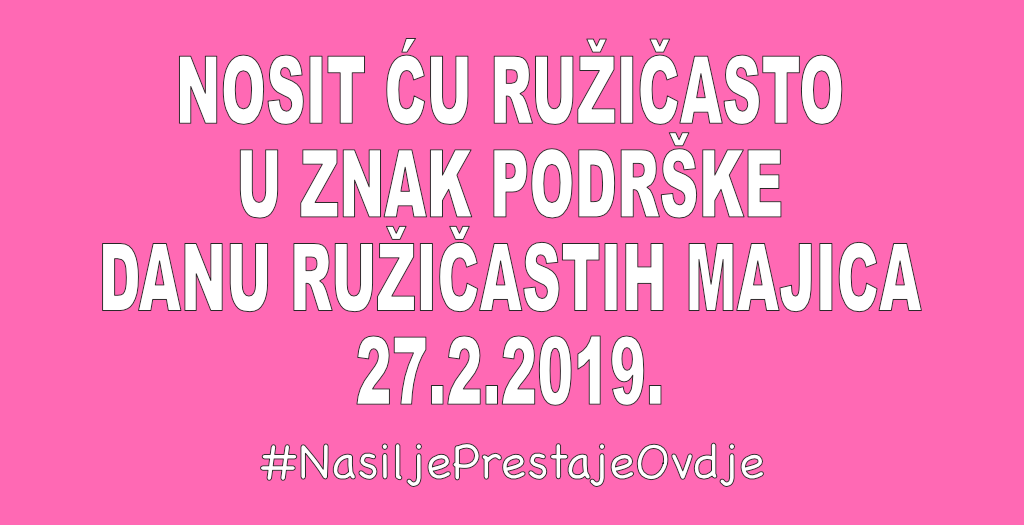 NOSIT ĆU RUŽIČASTO
U ZNAK PODRŠKE
DANU RUŽIČASTIH MAJICA
27.2.2019.
#NasiljePrestajeOvdje